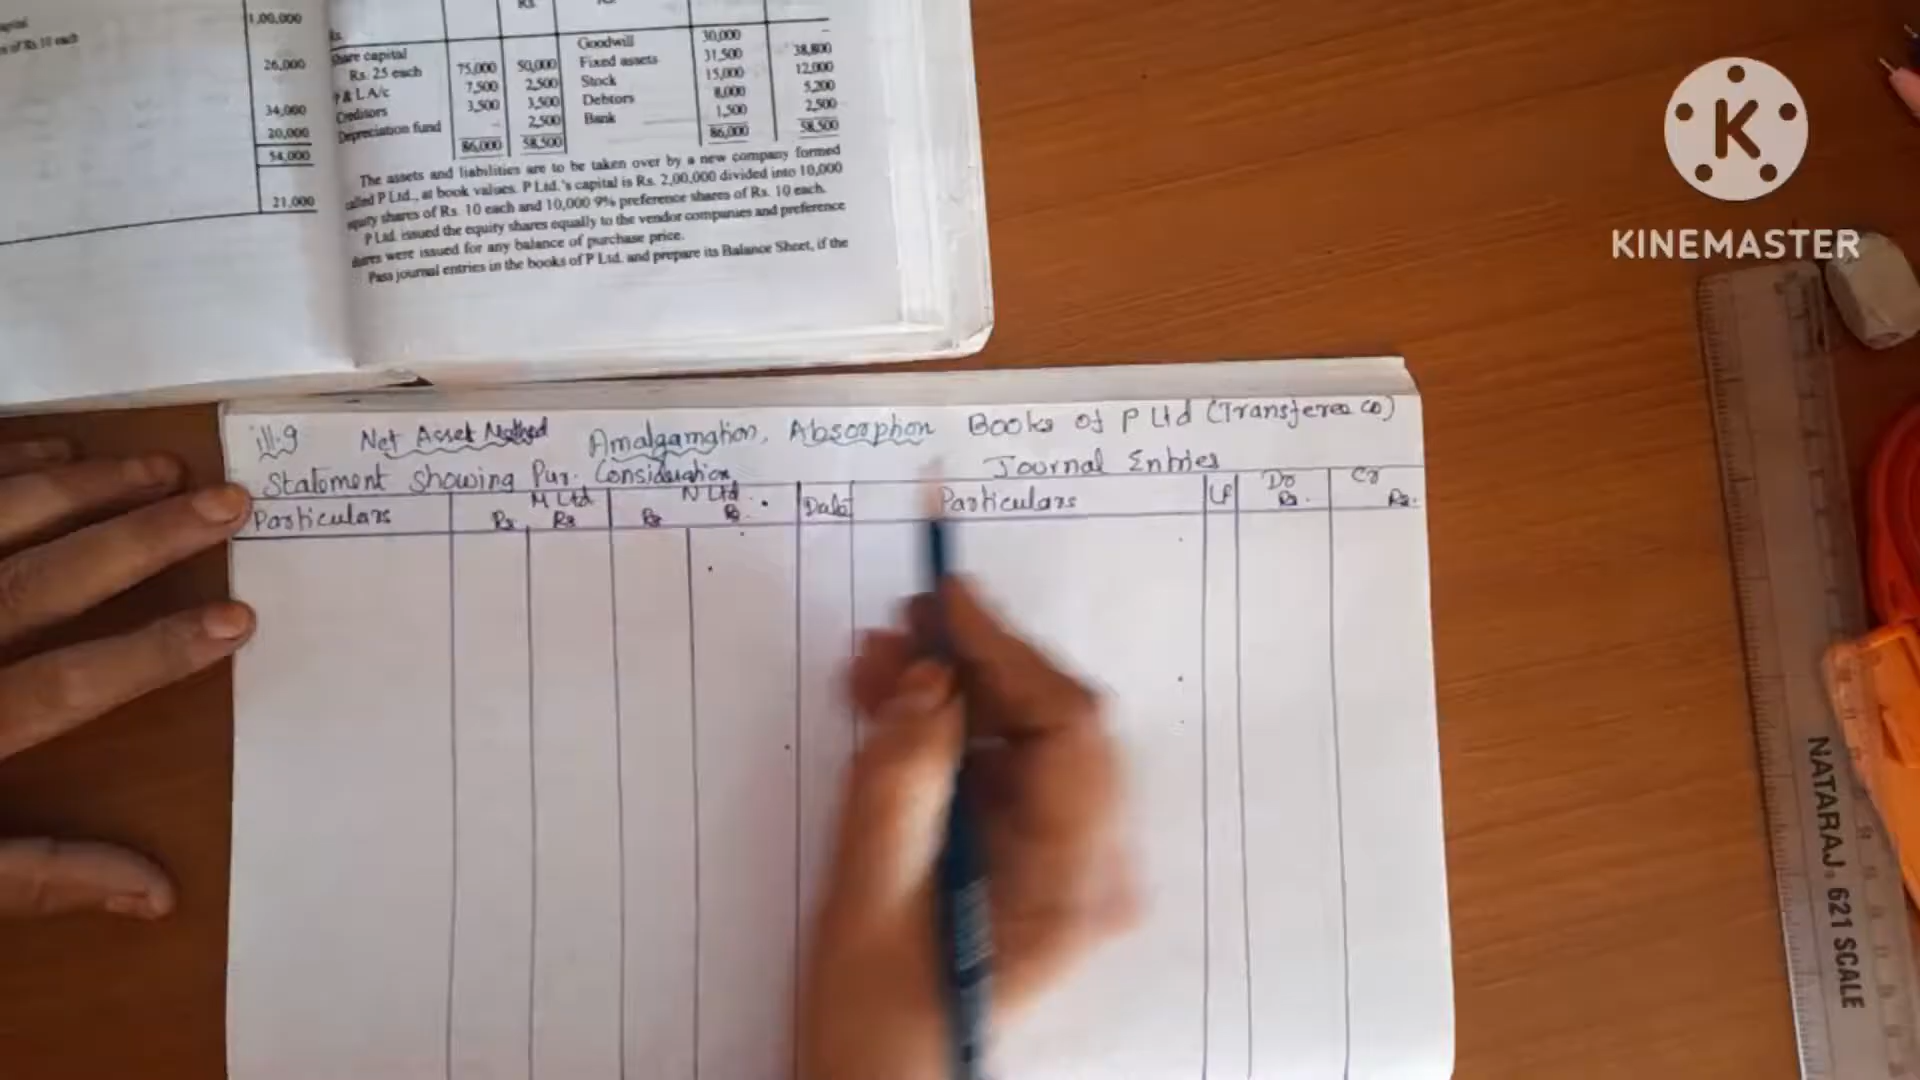 1,00,000
of Rs.10 each
26,000
34,000
20,000
54,000
21,000
Rs.
Share capital
Rs. 25 each 75,000 50,000
P & L A/c 7,500 2,500
Creditors 3,500 3,500
Depreciation fund - 2,500
86,000 58,500
Goodwill 30,000 -
Fixed assets 31,500 38,800
Stock 15,000 12,000
Debtors 8,000 5,200
Bank 1,500 2,500
86,000 58,500
The assets and liabilities are to be taken over by a new company formed
called P Ltd., at book values. P Ltd.'s capital is Rs. 2,00,000 divided into 10,000
equity shares of Rs. 10 each and 10,000 9% preference shares of Rs. 10 each.
P Ltd. issued the equity shares equally to the vendor companies and preference
shares were issued for any balance of purchase price.
Pass journal entries in the books of P Ltd. and prepare its Balance Sheet, if the
K
KINEMASTER
ill.9 Net Asset Method Amalgamation, Absorption Books of P Ltd (Transferee co)
Statement Showing Pur. Consideration Journal Entries
Particulars M Ltd N Ltd Date Particulars LF Dr Cr
Rs Rs Rs Rs. Rs. Rs.
NATARAJ 621 SCALE